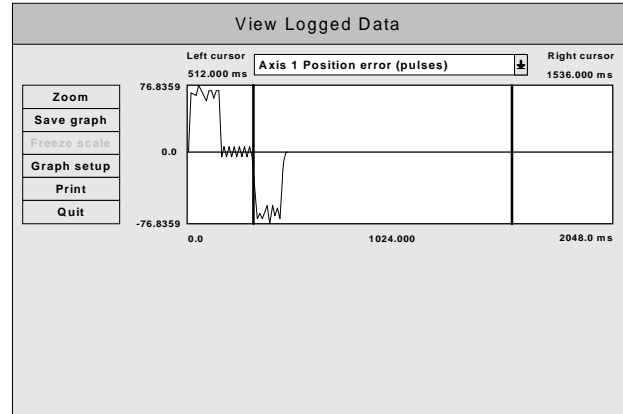 View Logged Data
Left cursor
Axis 1 Position error (pulses)
Right cursor
512.000 ms
1536.000 ms
Zoom
Save graph
Freeze scale
Graph setup
Print
Quit
76.8359
0.0
-76.8359
0.0
1024.000
2048.0 ms